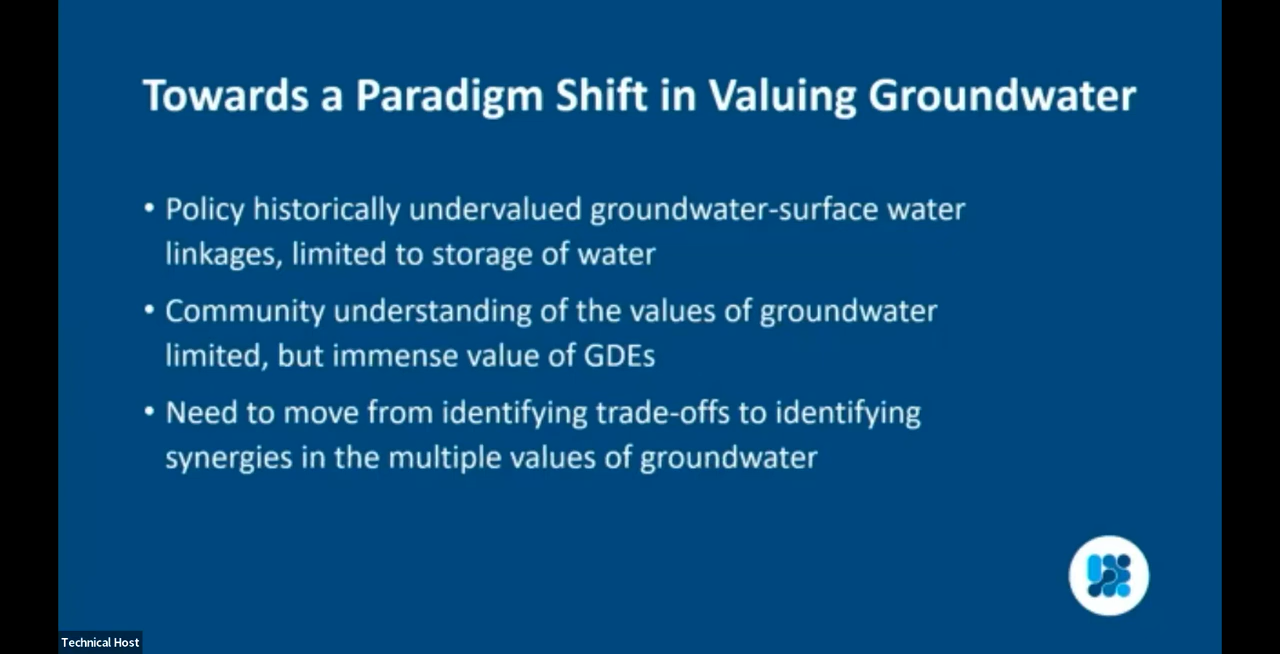 Towards a Paradigm Shift in Valuing Groundwater
• Policy historically undervalued groundwater-surface water
linkages, limited to storage of water
• Community understanding of the values of groundwater
limited, but immense value of GDEs
• Need to move from identifying trade-offs to identifying
synergies in the multiple values of groundwater
Technical Host